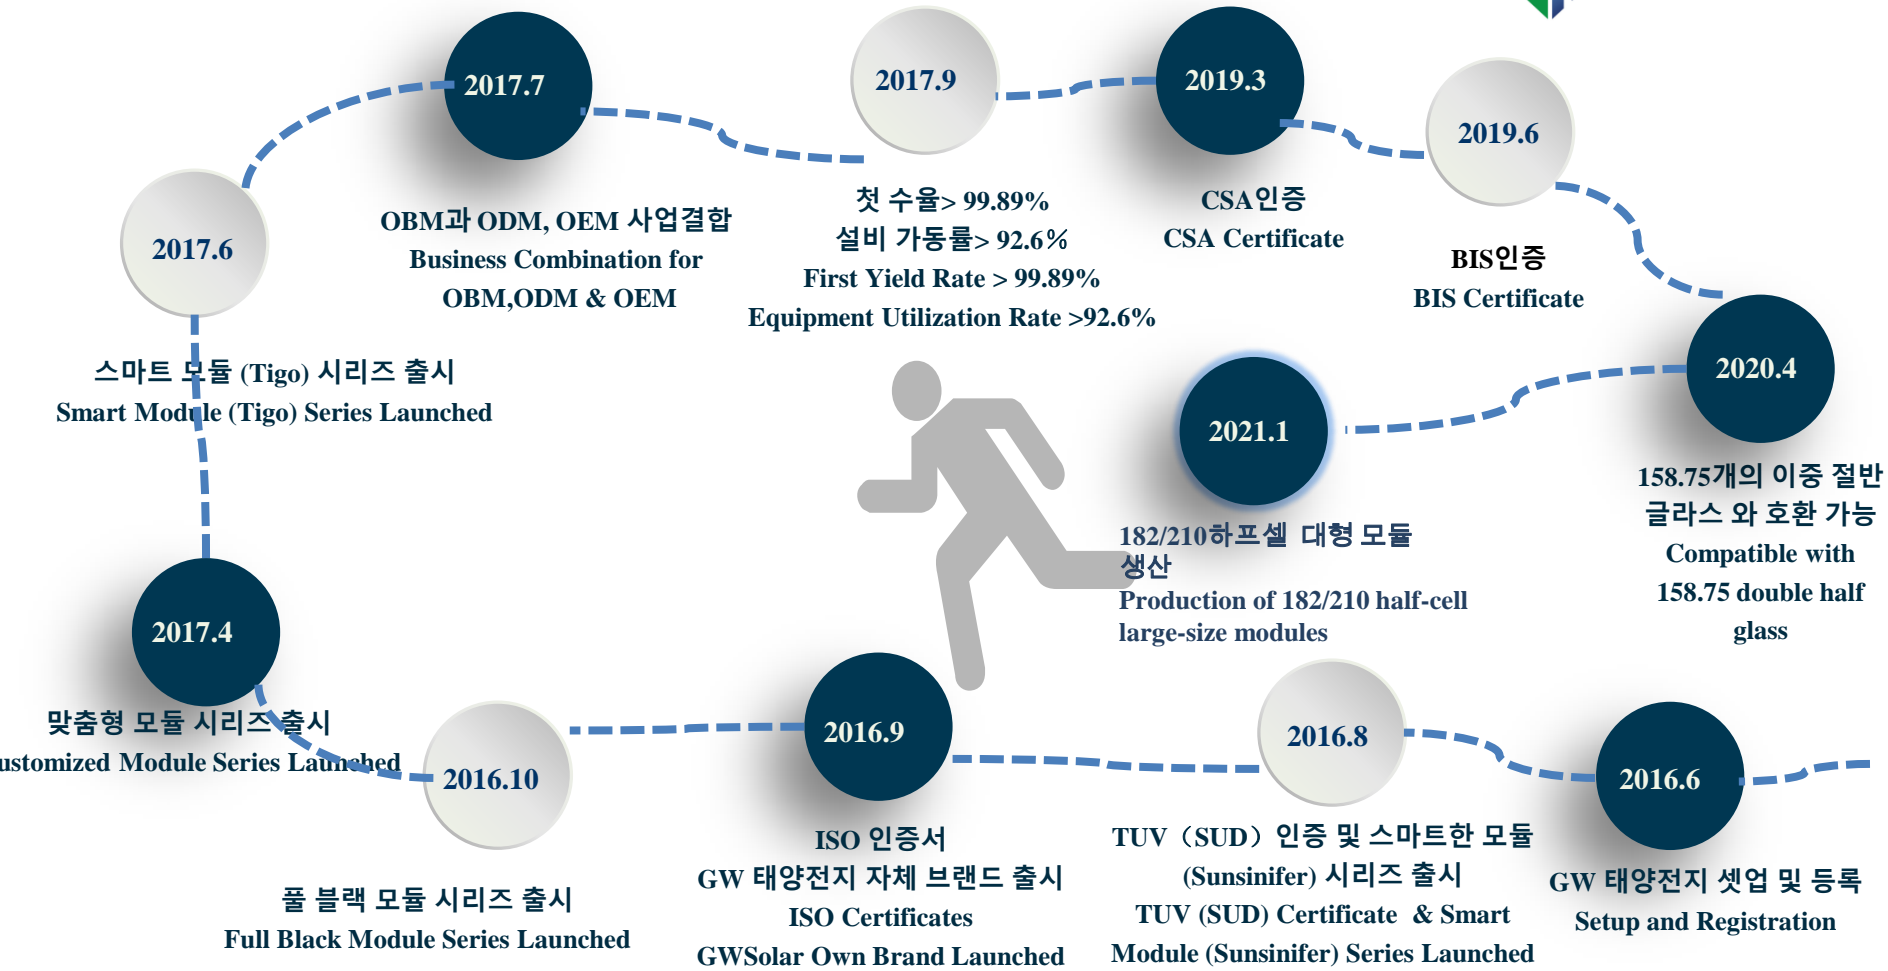 2017.7
OBM과 ODM, OEM 사업결합
Business Combination for
OBM,ODM & OEM
2017.9
첫 수율> 99.89%
설비 가동률> 92.6%
First Yield Rate > 99.89%
Equipment Utilization Rate >92.6%
2019.3
CSA인증
CSA Certificate
2019.6
BIS인증
BIS Certificate
2017.6
스마트 모듈 (Tigo) 시리즈 출시
Smart Module (Tigo) Series Launched
2021.1
182/210하프셀 대형 모듈
생산
Production of 182/210 half-cell
large-size modules
2020.4
158.75개의 이중 절반
글라스 와 호환 가능
Compatible with
158.75 double half
glass
2017.4
맞춤형 모듈 시리즈 출시
ustomized Module Series Launched
2016.10
풀 블랙 모듈 시리즈 출시
Full Black Module Series Launched
2016.9
ISO 인증서
GW 태양전지 자체 브랜드 출시
ISO Certificates
GWSolar Own Brand Launched
2016.8
TUV（SUD）인증 및 스마트한 모듈
(Sunsinifer) 시리즈 출시
TUV (SUD) Certificate & Smart
Module (Sunsinifer) Series Launched
2016.6
GW 태양전지 셋업 및 등록
Setup and Registration